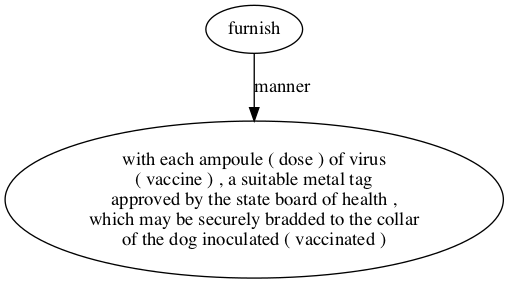 furnish
manner
with each ampoule ( dose ) of virus
( vaccine ) , a suitable metal tag
approved by the state board of health ,
which may be securely bradded to the collar
of the dog inoculated ( vaccinated )